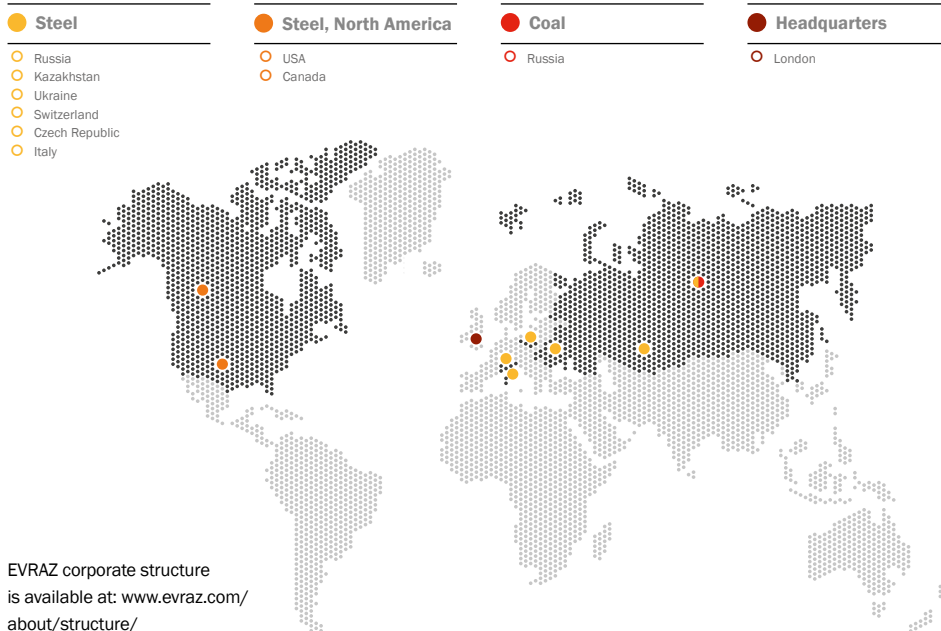 Steel
Russia
Kazakhstan
Ukraine
Switzerland
Czech Republic
Italy
Steel, North America
USA
Canada
Coal
Russia
Headquarters
London
EVRAZ corporate structure
is available at: www.evraz.com/
about/structure/